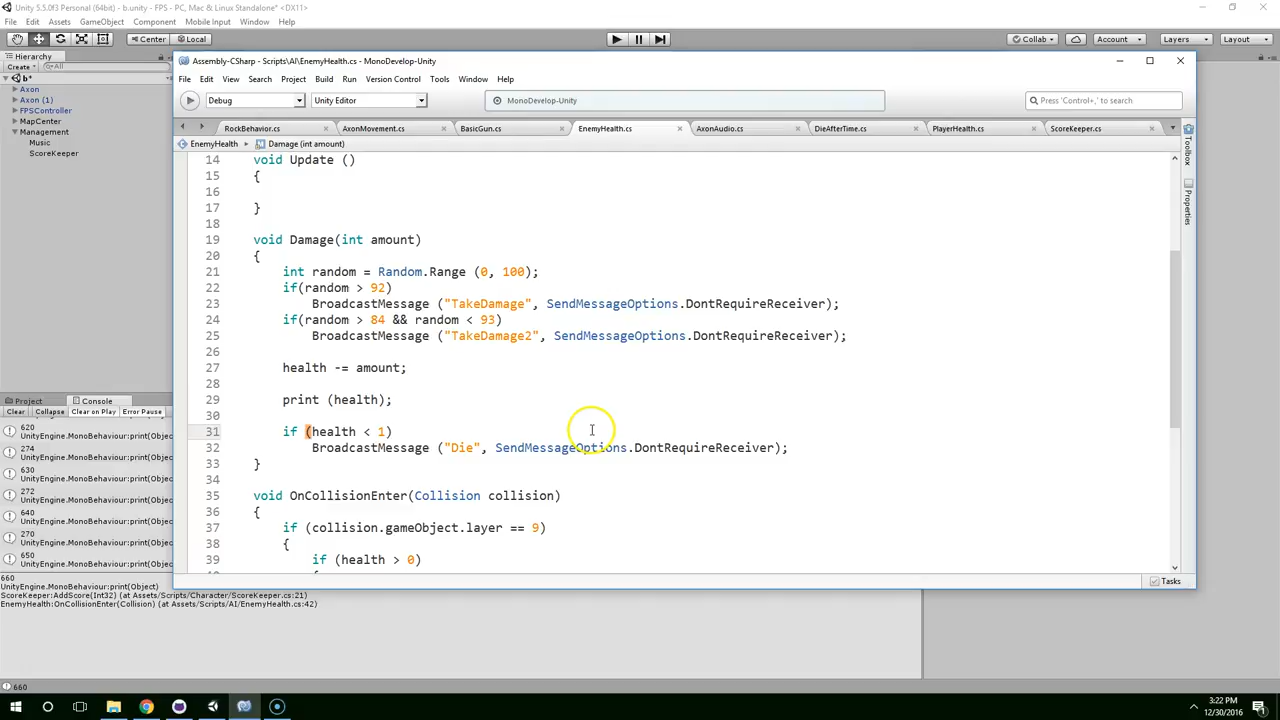 Unity 5.5.0f3 Personal (64bit) - b.unity - FPS - PC, Mac & Linux Standalone* <DX11>
File Edit Assets GameObject Component Mobile Input Window Help
Center Local Collab Account Layers Layout
Hierarchy
Create All
b*
Axon
Axon (1)
FPSController
MapCenter
Management
Music
ScoreKeeper
Assembly-CSharp - Scripts\AI\EnemyHealth.cs - MonoDevelop-Unity
File Edit View Search Project Build Run Version Control Tools Window Help
Debug Unity Editor MonoDevelop-Unity Press 'Control+,' to search
RockBehavior.cs AxonMovement.cs BasicGun.cs EnemyHealth.cs AxonAudio.cs DieAfterTime.cs PlayerHealth.cs ScoreKeeper.cs
EnemyHealth Damage (int amount)
Toolbox
Properties
14 void Update ()
15 {
16
17 }
18
19 void Damage(int amount)
20 {
21 int random = Random.Range (0, 100);
22 if(random > 92)
23 BroadcastMessage ("TakeDamage", SendMessageOptions.DontRequireReceiver);
24 if(random > 84 && random < 93)
25 BroadcastMessage ("TakeDamage2", SendMessageOptions.DontRequireReceiver);
26
27 health -= amount;
28
29 print (health);
30
31 if (health < 1)
32 BroadcastMessage ("Die", SendMessageOptions.DontRequireReceiver);
33 }
34
35 void OnCollisionEnter(Collision collision)
36 {
37 if (collision.gameObject.layer == 9)
38 {
39 if (health > 0)
Tasks
Project Console
Clear Collapse Clear on Play Error Pause
620
UnityEngine.MonoBehaviour:print(Object)
274
UnityEngine.MonoBehaviour:print(Object)
630
UnityEngine.MonoBehaviour:print(Object)
272
UnityEngine.MonoBehaviour:print(Object)
640
UnityEngine.MonoBehaviour:print(Object)
270
UnityEngine.MonoBehaviour:print(Object)
650
UnityEngine.MonoBehaviour:print(Object)
660
UnityEngine.MonoBehaviour:print(Object)
ScoreKeeper:AddScore(Int32) (at Assets/Scripts/Character/ScoreKeeper.cs:21)
EnemyHealth:OnCollisionEnter(Collision) (at Assets/Scripts/AI/EnemyHealth.cs:42)
660
3:22 PM
12/30/2016